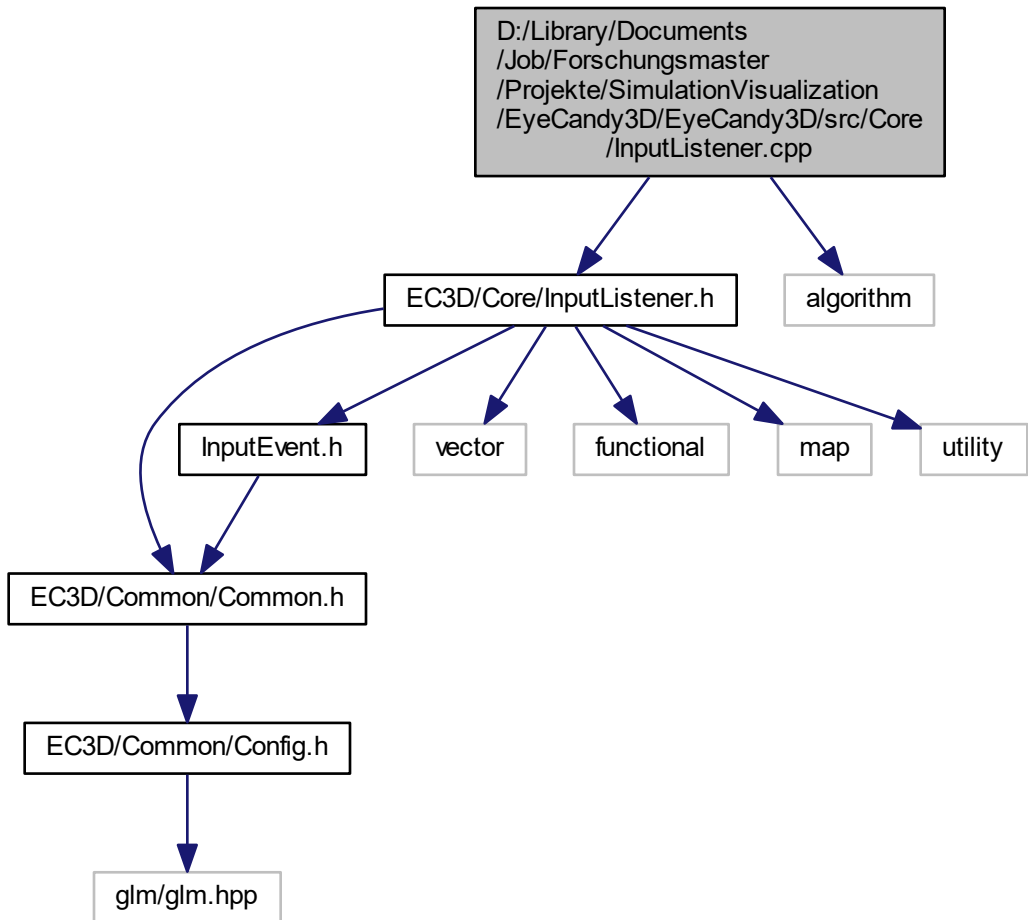 D:/Library/Documents
/Job/Forschungsmaster
/Projekte/SimulationVisualization
/EyeCandy3D/EyeCandy3D/src/Core
/InputListener.cpp
EC3D/Core/InputListener.h
algorithm
InputEvent.h
vector
functional
map
utility
EC3D/Common/Common.h
EC3D/Common/Config.h
glm/glm.hpp